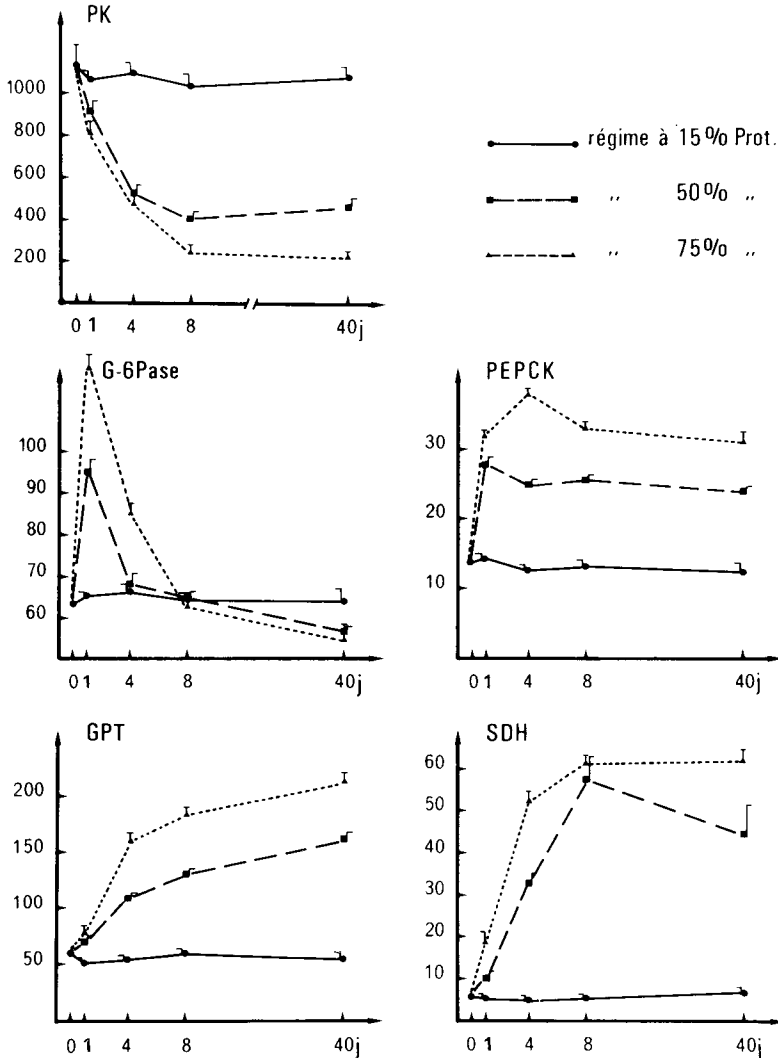 PK
1000
800
600
400
200
0 1 4 8 40j
régime à 15% Prot.
,, 50% ,,
,, 75% ,,
G-6Pase
100
90
80
70
60
0 1 4 8 40j
PEPCK
30
20
10
0 1 4 8 40j
GPT
200
150
100
50
0 1 4 8 40j
SDH
60
50
40
30
20
10
0 1 4 8 40j